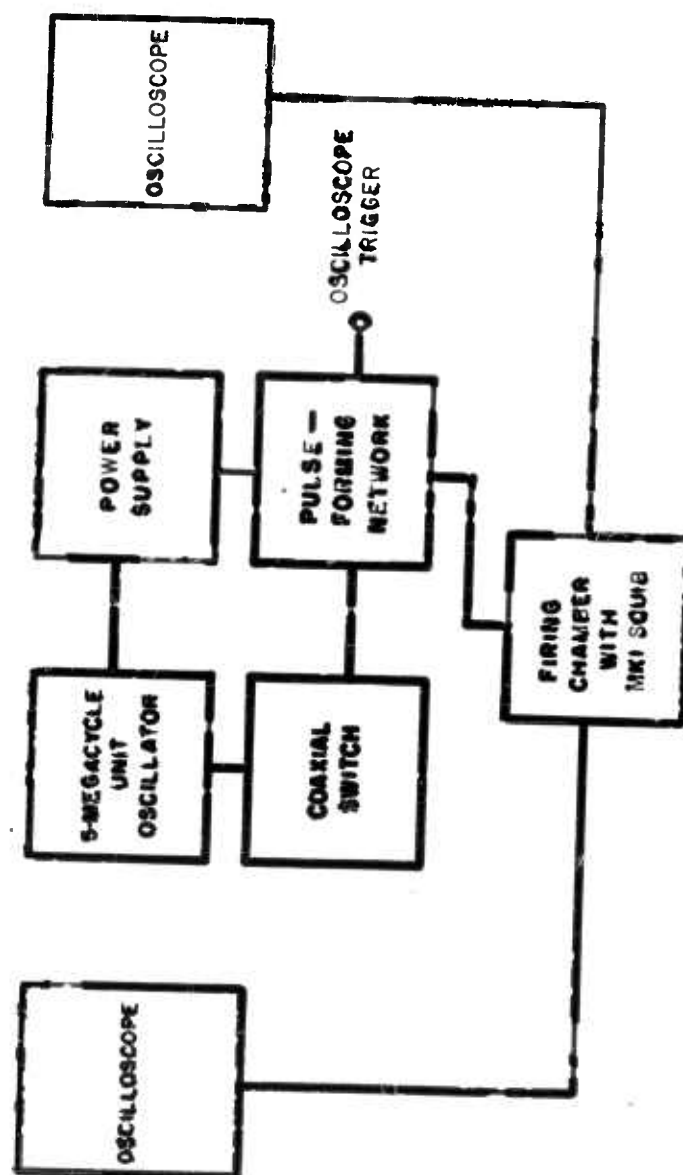 OSCILLOSCOPE
5-MEGACYCLE
UNIT
OSCILLATOR
POWER
SUPPLY
OSCILLOSCOPE
COAXIAL
SWITCH
PULSE —
FORMING
NETWORK
OSCILLOSCOPE
TRIGGER
FIRING
CHAMBER
WITH
MKI SQUIB